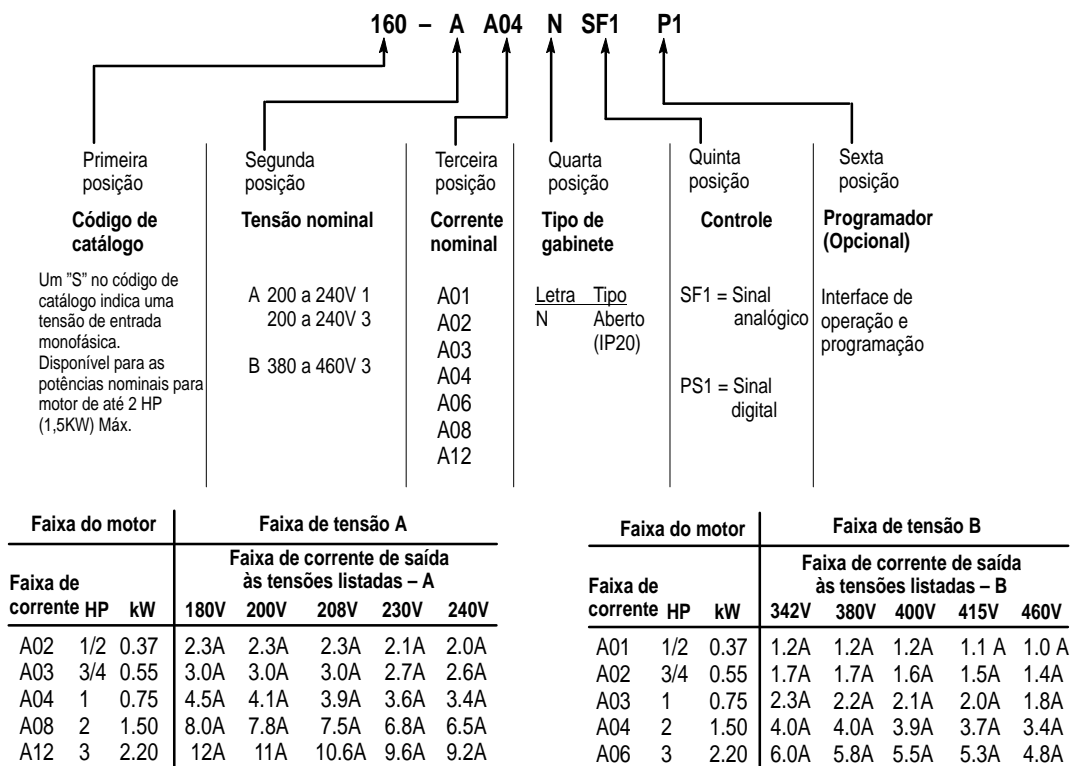 160 – A A04 N SF1 P1
Primeira posição
Código de catálogo
Um "S" no código de
catálogo indica uma
tensão de entrada
monofásica.
Disponível para as
potências nominais para
motor de até 2 HP
(1,5KW) Máx.
Segunda posição
Tensão nominal
A 200 a 240V 1
200 a 240V 3
B 380 a 460V 3
Terceira posição
Corrente nominal
A01
A02
A03
A04
A06
A08
A12
Quarta posição
Tipo de gabinete
Letra Tipo
N Aberto
(IP20)
Quinta posição
Controle
SF1 = Sinal
analógico
PS1 = Sinal
digital
Sexta posição
Programador
(Opcional)
Interface de
operação e
programação
Faixa do motor Faixa de tensão A
Faixa de corrente de saída
às tensões listadas – A
Faixa de
corrente HP kW 180V 200V 208V 230V 240V
A02 1/2 0.37 2.3A 2.3A 2.3A 2.1A 2.0A
A03 3/4 0.55 3.0A 3.0A 3.0A 2.7A 2.6A
A04 1 0.75 4.5A 4.1A 3.9A 3.6A 3.4A
A08 2 1.50 8.0A 7.8A 7.5A 6.8A 6.5A
A12 3 2.20 12A 11A 10.6A 9.6A 9.2A
Faixa do motor Faixa de tensão B
Faixa de corrente de saída
às tensões listadas – B
Faixa de
corrente HP kW 342V 380V 400V 415V 460V
A01 1/2 0.37 1.2A 1.2A 1.2A 1.1 A 1.0 A
A02 3/4 0.55 1.7A 1.7A 1.6A 1.5A 1.4A
A03 1 0.75 2.3A 2.2A 2.1A 2.0A 1.8A
A04 2 1.50 4.0A 4.0A 3.9A 3.7A 3.4A
A06 3 2.20 6.0A 5.8A 5.5A 5.3A 4.8A